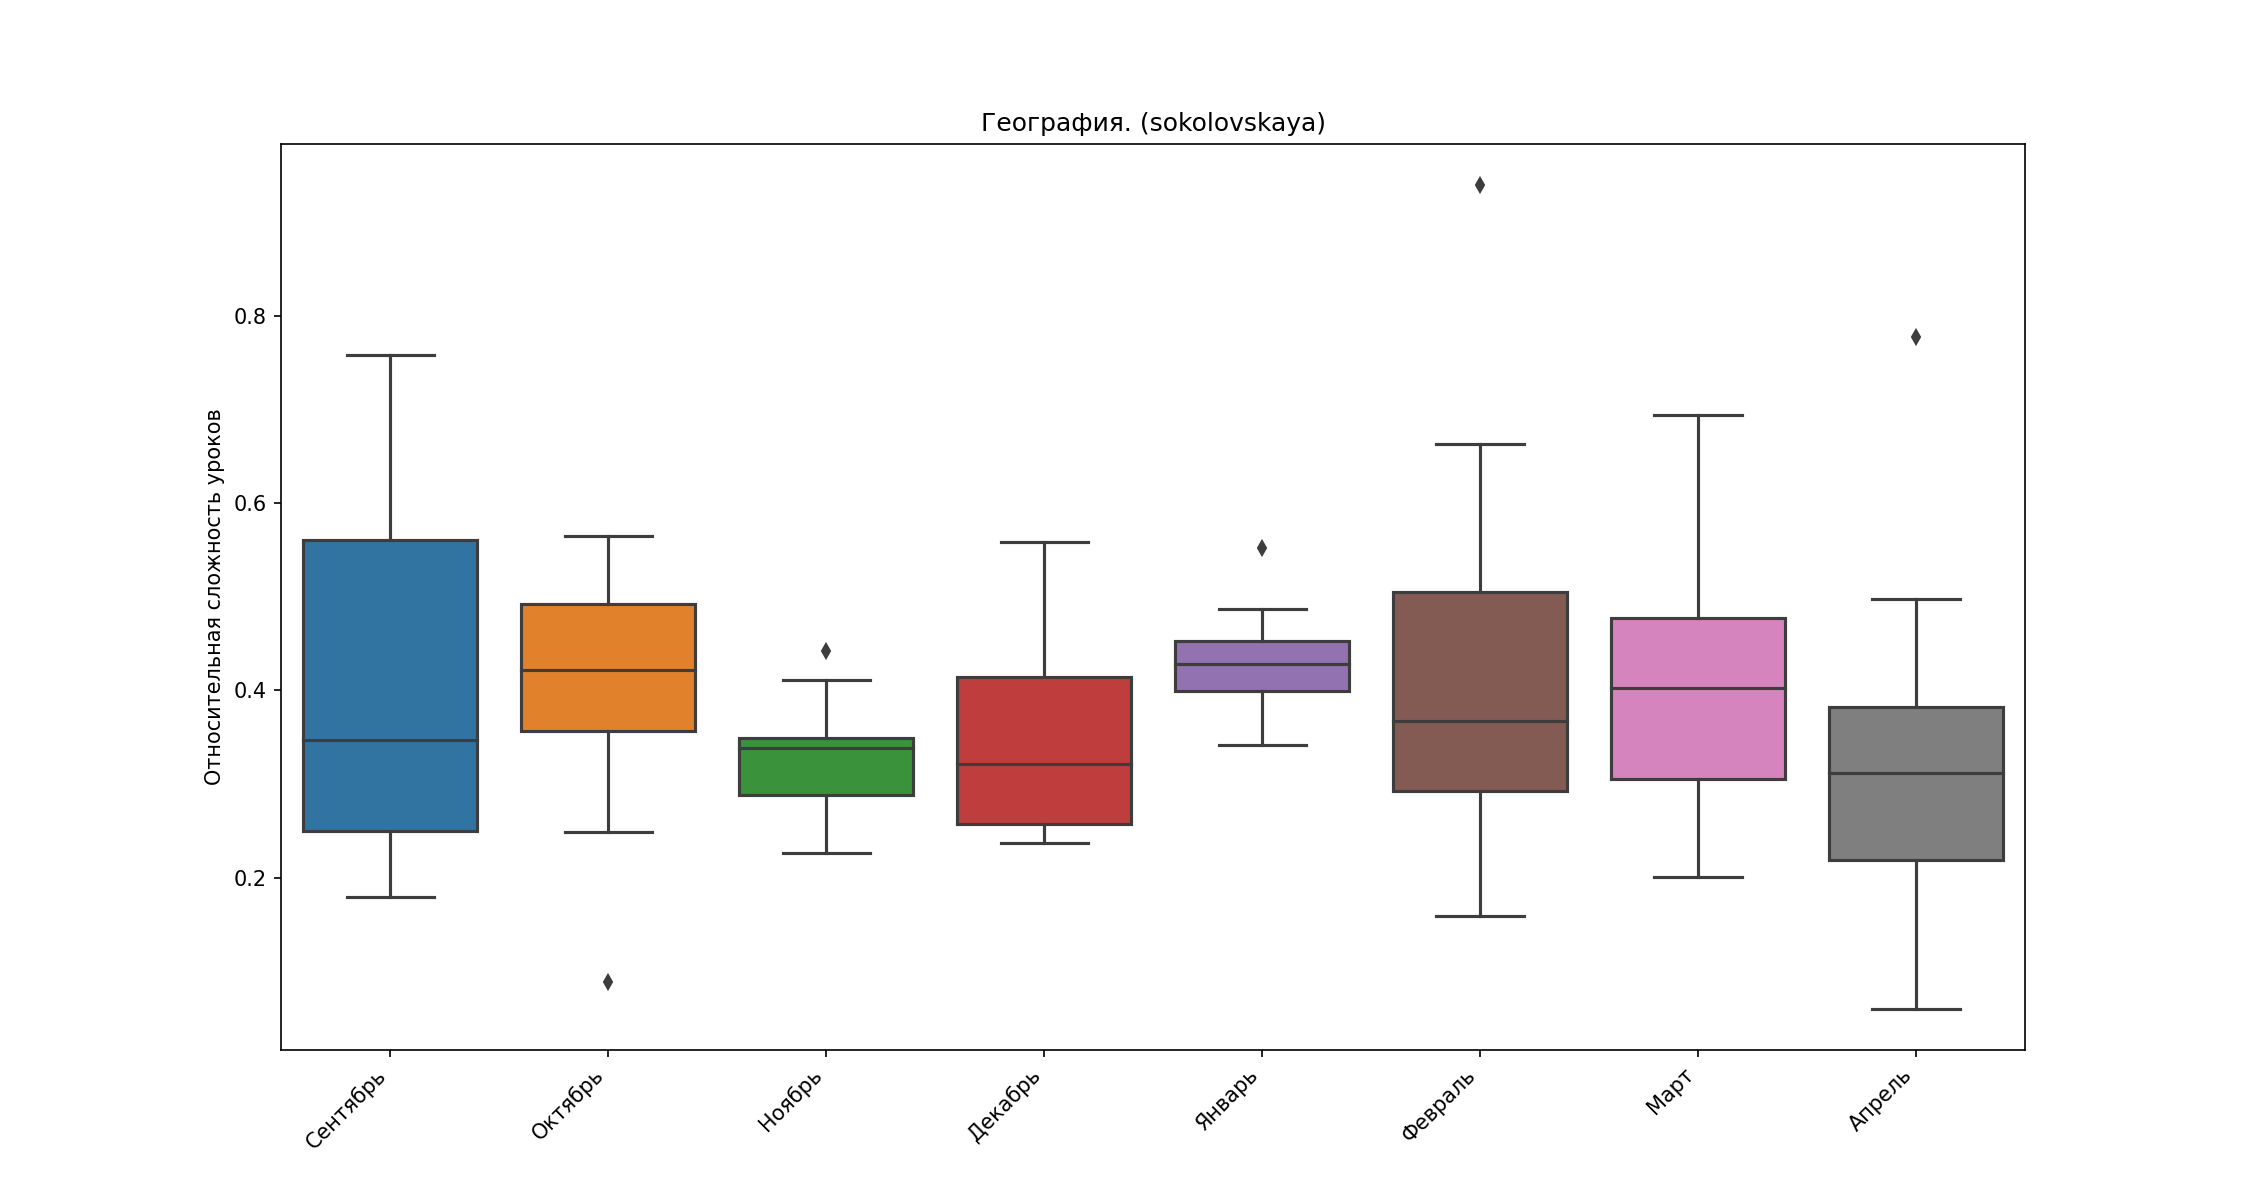 География. (sokolovskaya)
Относительная сложность уроков
0.8
0.6
0.4
0.2
Сентябрь
Октябрь
Ноябрь
Декабрь
Январь
Февраль
Март
Апрель